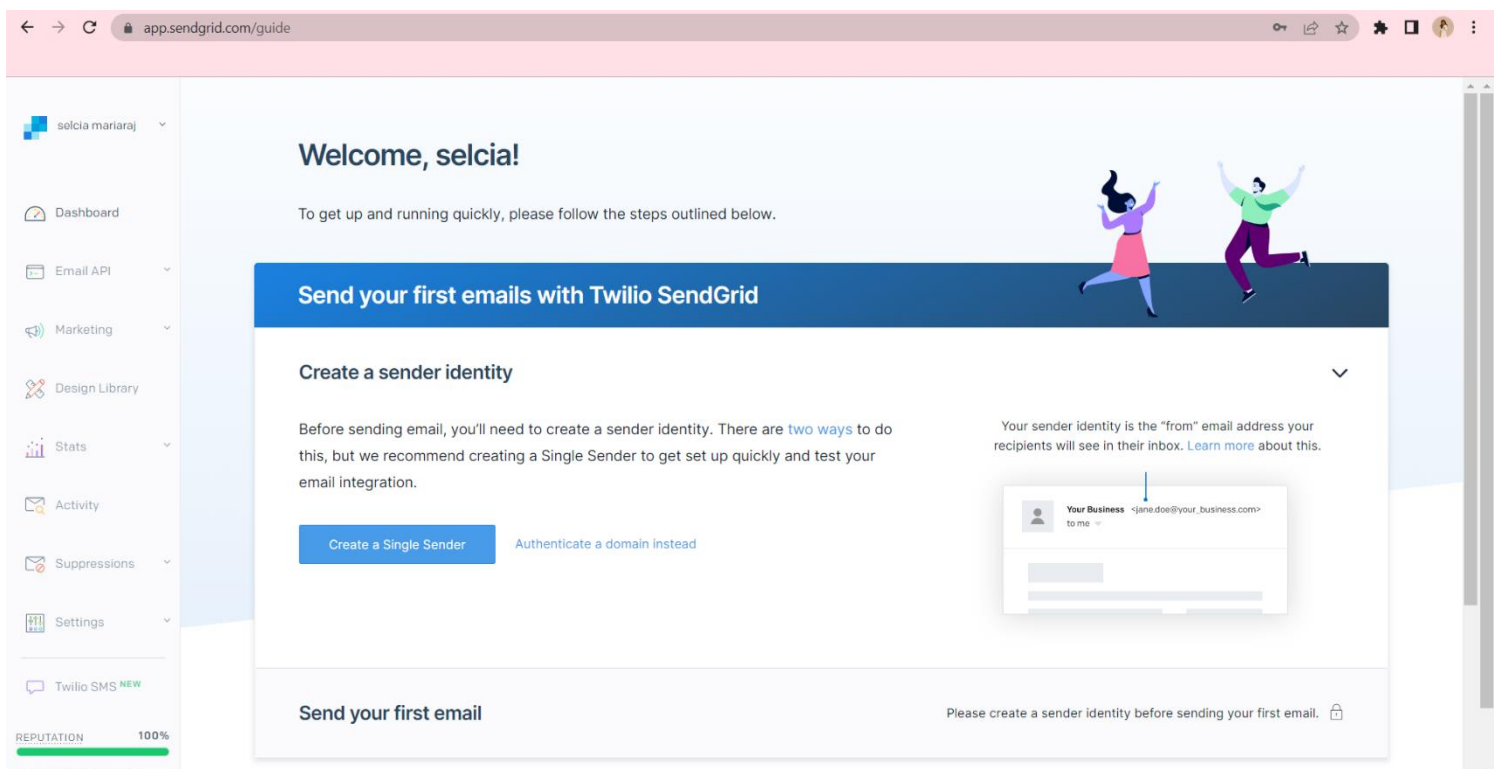 app.sendgrid.com/guide
selcia mariaraj
Dashboard
Email API
Marketing
Design Library
Stats
Activity
Suppressions
Settings
Twilio SMS NEW
REPUTATION 100%
Welcome, selcia!
To get up and running quickly, please follow the steps outlined below.
Send your first emails with Twilio SendGrid
Create a sender identity
Before sending email, you'll need to create a sender identity. There are two ways to do
this, but we recommend creating a Single Sender to get set up quickly and test your
email integration.
Create a Single Sender
Authenticate a domain instead
Your sender identity is the “from” email address your
recipients will see in their inbox. Learn more about this.
Your Business <jane.doe@your_business.com>
to me
Send your first email
Please create a sender identity before sending your first email.